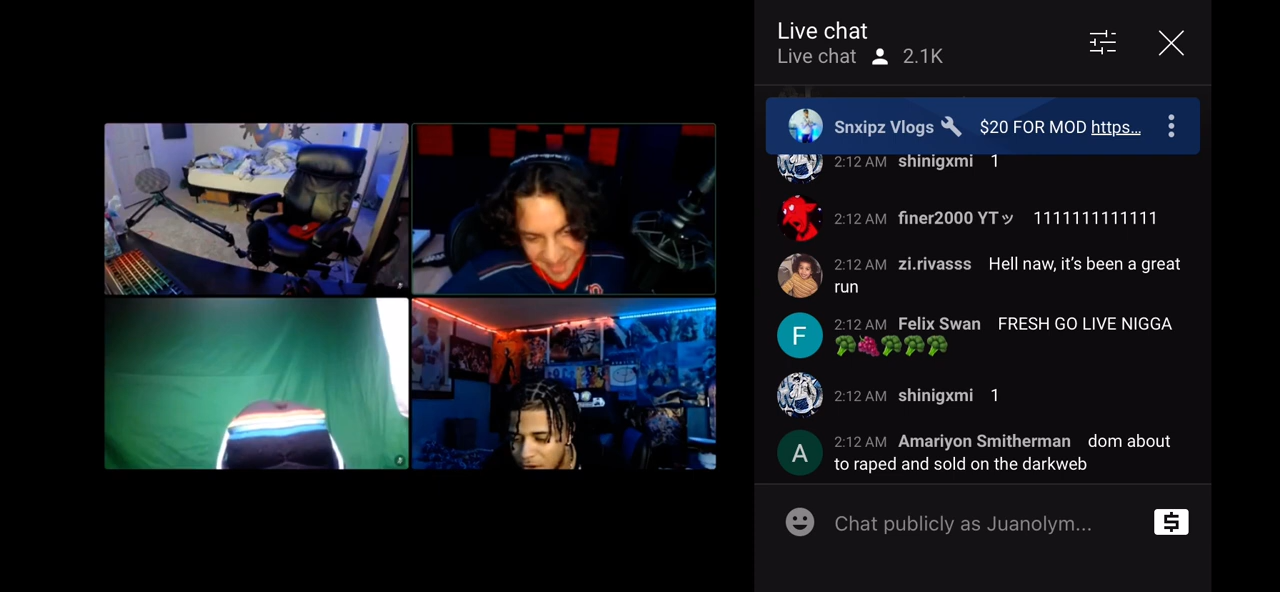 Live chat
Live chat 2.1K
Snxipz Vlogs $20 FOR MOD https...
2:12 AM shinigxmi 1
2:12 AM finer2000 YTッ 1111111111111
2:12 AM zi.rivasss Hell naw, it's been a great
run
2:12 AM Felix Swan FRESH GO LIVE NIGGA
🥦🍇🥦🥦🥦
F
2:12 AM shinigxmi 1
2:12 AM Amariyon Smitherman dom about
A
to raped and sold on the darkweb
Chat publicly as Juanolym...
$